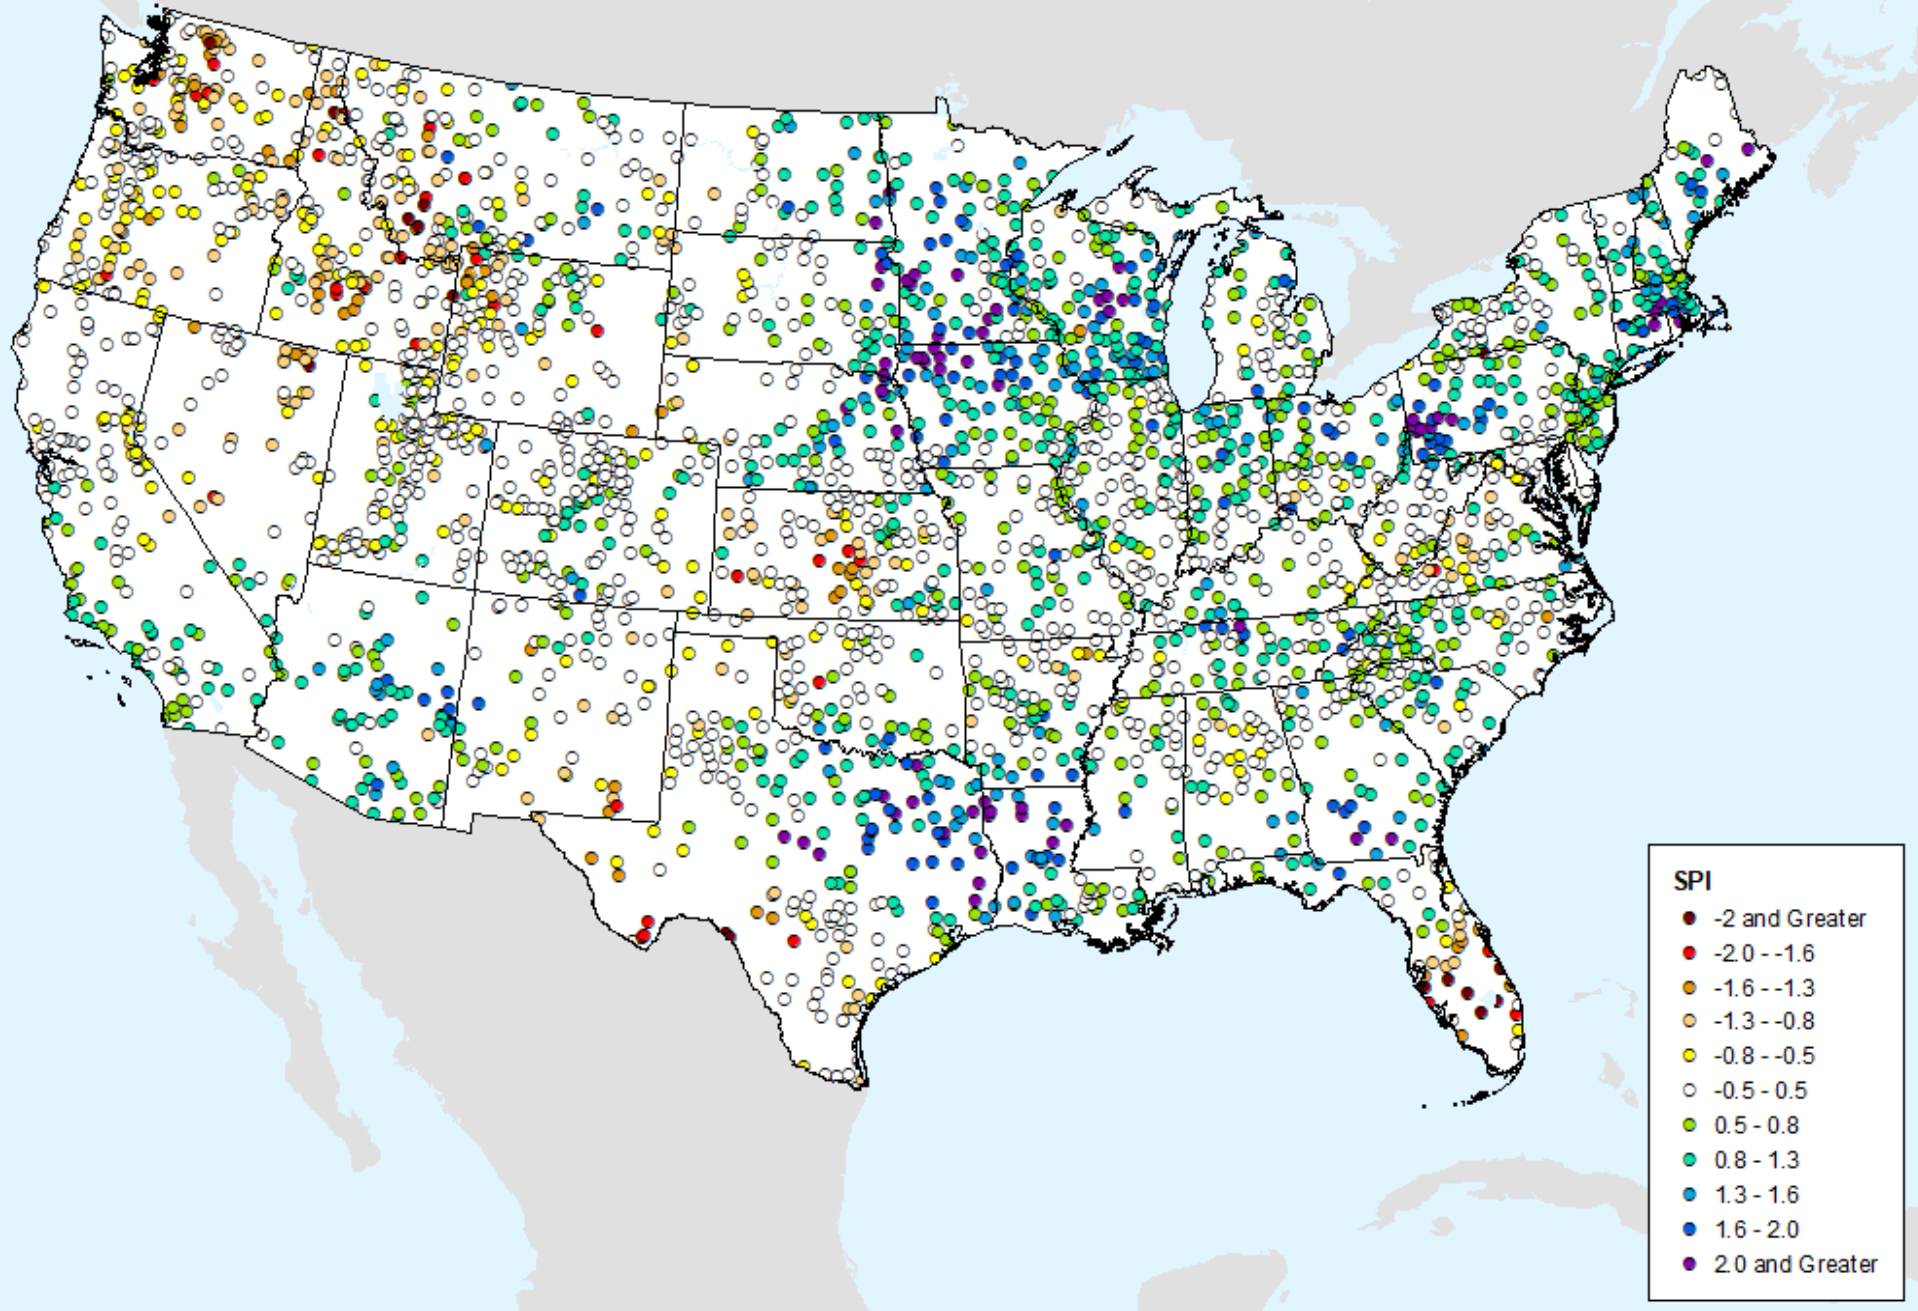 SPI
-2 and Greater
-2.0 - -1.6
-1.6 - -1.3
-1.3 - -0.8
-0.8 - -0.5
-0.5 - 0.5
0.5 - 0.8
0.8 - 1.3
1.3 - 1.6
1.6 - 2.0
2.0 and Greater